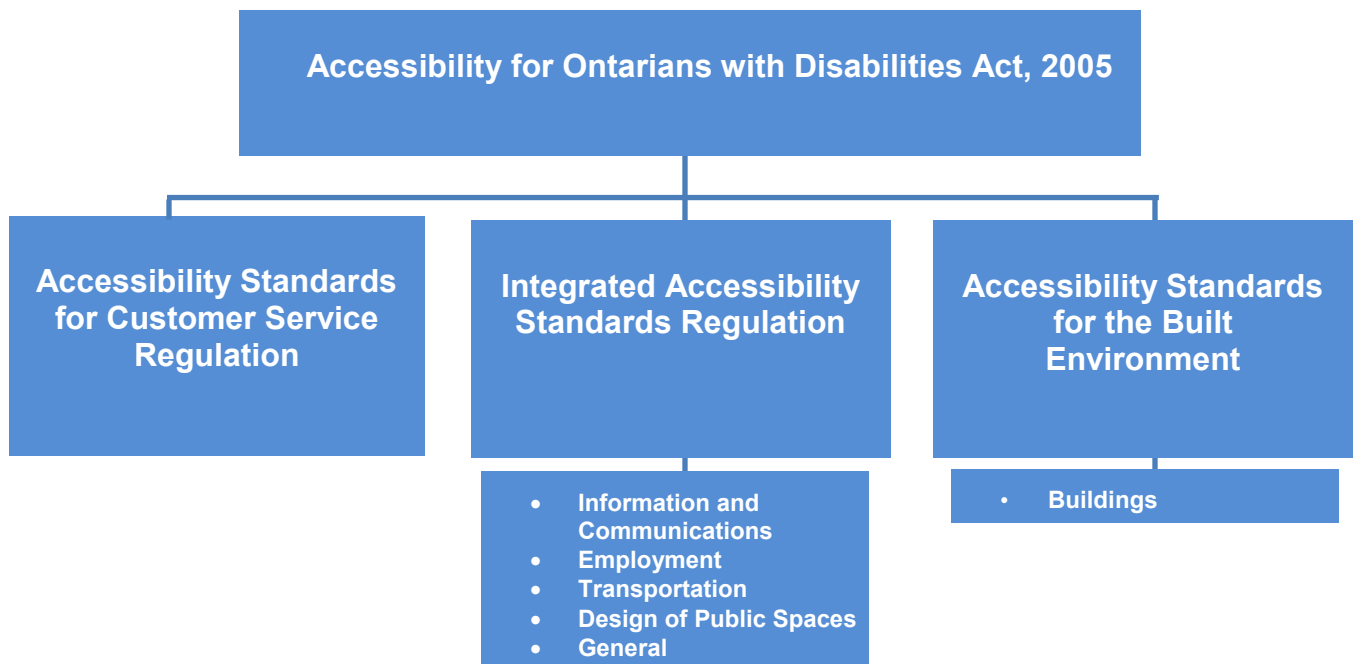 Accessibility for Ontarians with Disabilities Act, 2005
Accessibility Standards
for Customer Service
Regulation
Integrated Accessibility
Standards Regulation
Accessibility Standards
for the Built
Environment
• Information and
Communications
• Employment
• Transportation
• Design of Public Spaces
• General
• Buildings